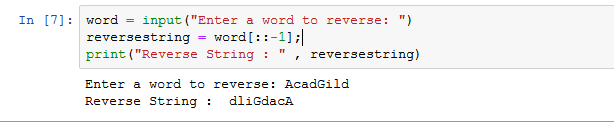 In [7]: word = input("Enter a word to reverse: ")
reversestring = word[::-1];
print("Reverse String : " , reversestring)
Enter a word to reverse: AcadGild
Reverse String :  dliGdacA